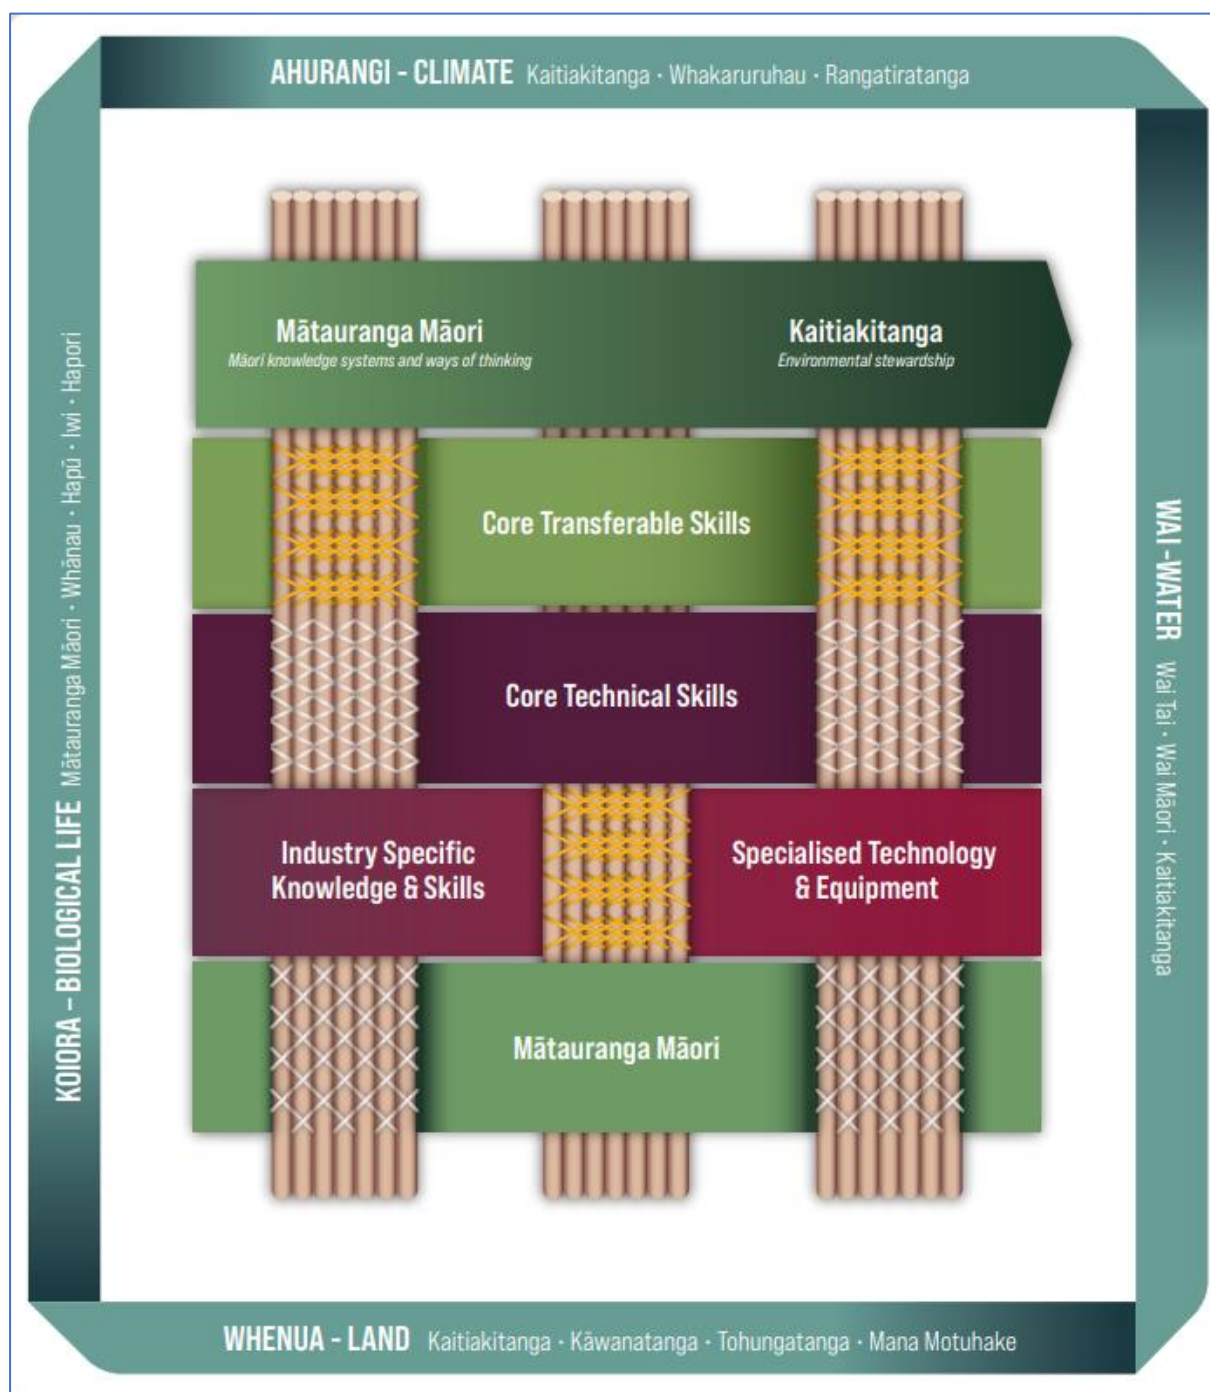 AHURANGI - CLIMATE Kaitiakitanga · Whakaruruhau · Rangatiratanga
KOIORA – BIOLOGICAL LIFE Mātauranga Māori · Whānau · Hapū · Iwi · Hapori
Mātauranga Māori
Māori knowledge systems and ways of thinking
Kaitiakitanga
Environmental stewardship
Core Transferable Skills
Core Technical Skills
Industry Specific
Knowledge & Skills
Specialised Technology
& Equipment
Mātauranga Māori
WAI -WATER Wai Tai · Wai Māori · Kaitiakitanga
WHENUA - LAND Kaitiakitanga · Kāwanatanga · Tohungatanga · Mana Motuhake